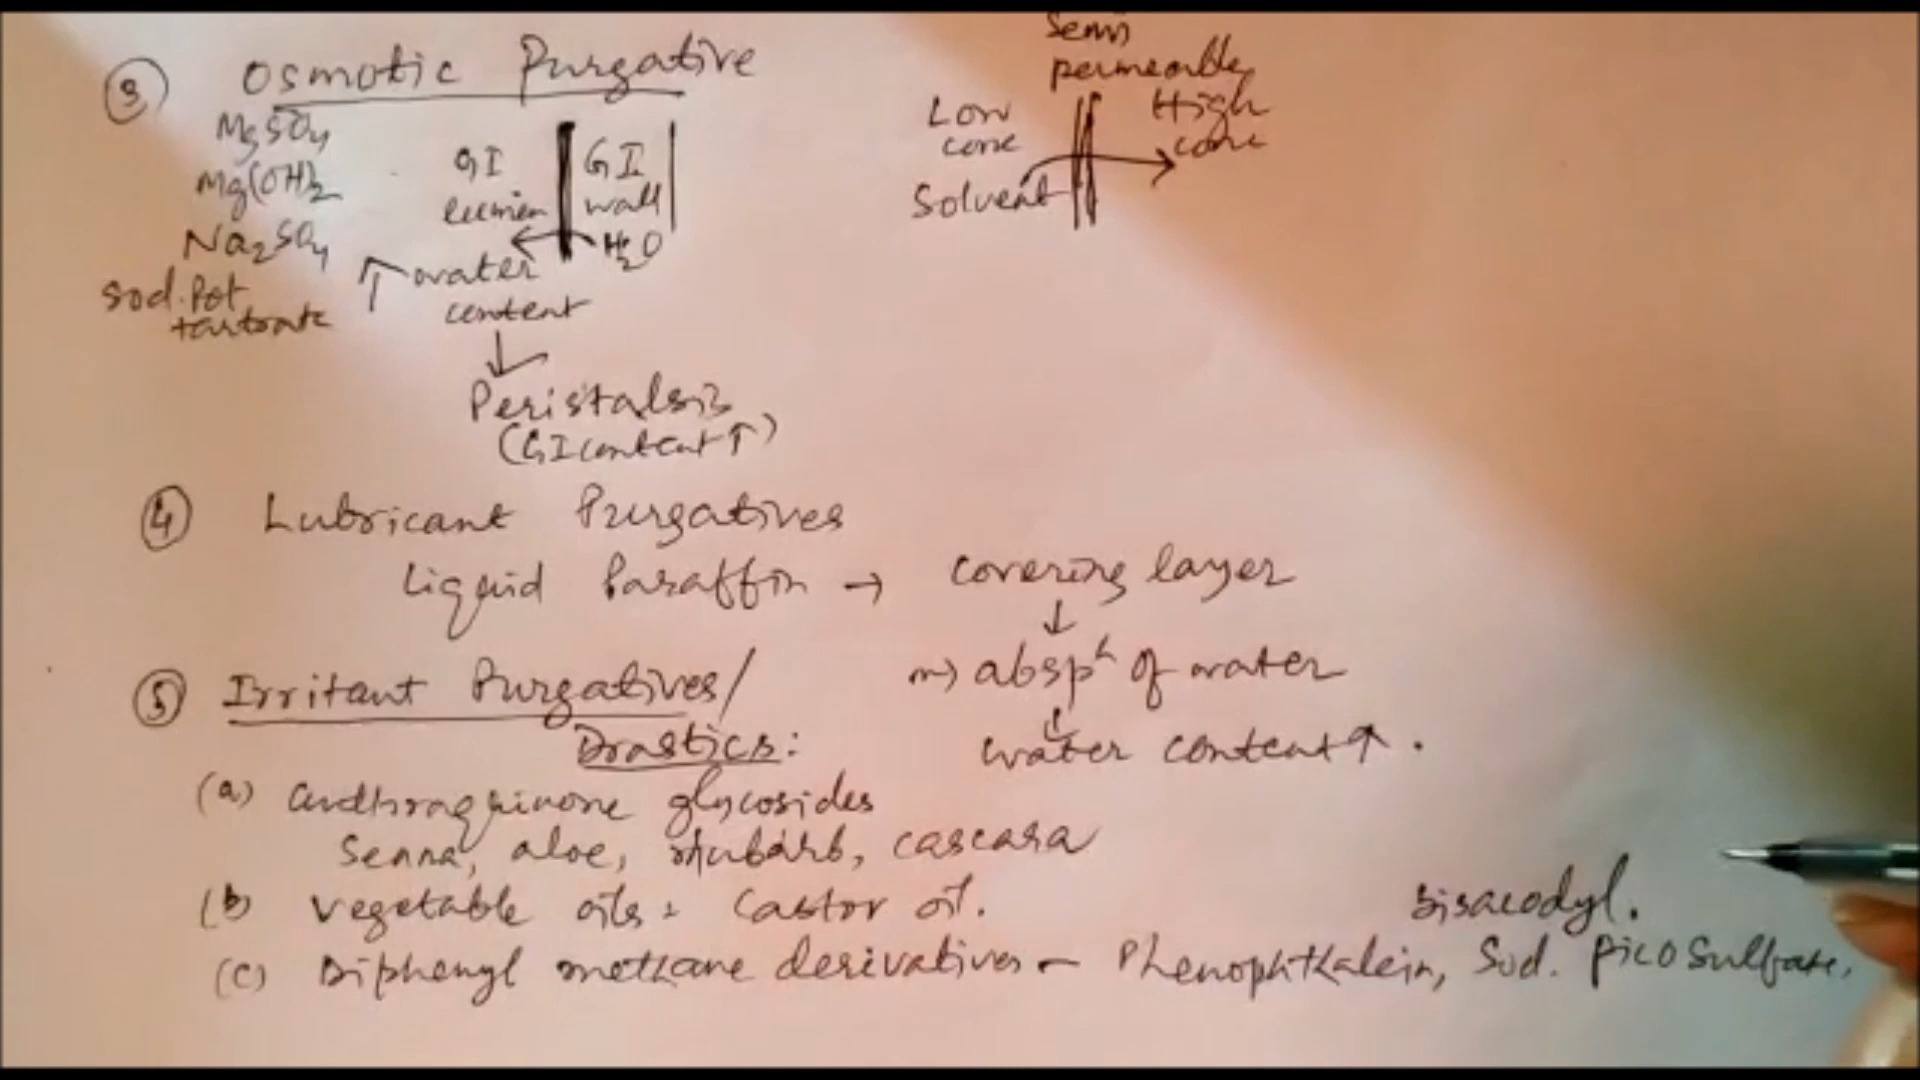 ③ Osmotic Purgative
MgSO4
Mg(OH)2
Na2SO4
Sod. Pot
tartrate
GI
lumen
GI
wall
H2O
↑ water
content
↓
Peristalsis
(GI content ↑)
Semi
permeable
Low
conc
High
conc
Solvent
④ Lubricant Purgatives
Liquid Paraffin → covering layer
↓
absp of water
↓
water content ↑.
⑤ Irritant Purgatives/
Drastics:
(a) anthraquinone glycosides
Senna, aloe, rhubarb, cascara
(b) vegetable oils: Castor oil.
Bisacodyl.
(c) Diphenyl methane derivatives - Phenophthalein, Sod. Pico Sulfate,